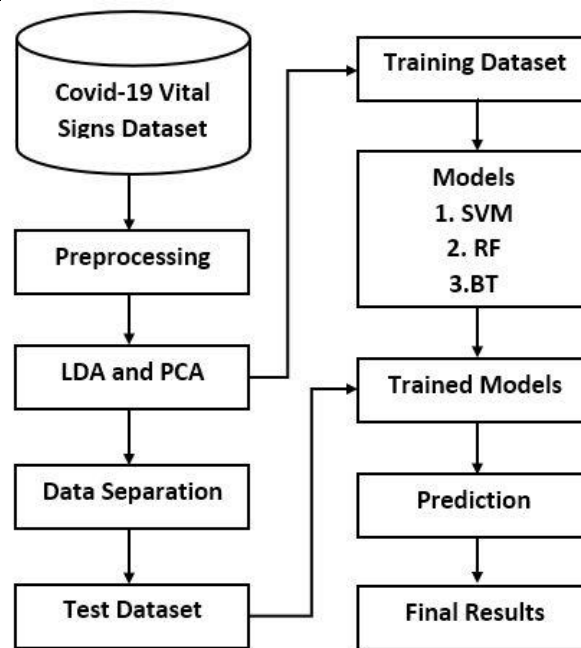 Covid-19 Vital
Signs Dataset
Preprocessing
LDA and PCA
Data Separation
Test Dataset
Training Dataset
Models
1. SVM
2. RF
3.BT
Trained Models
Prediction
Final Results